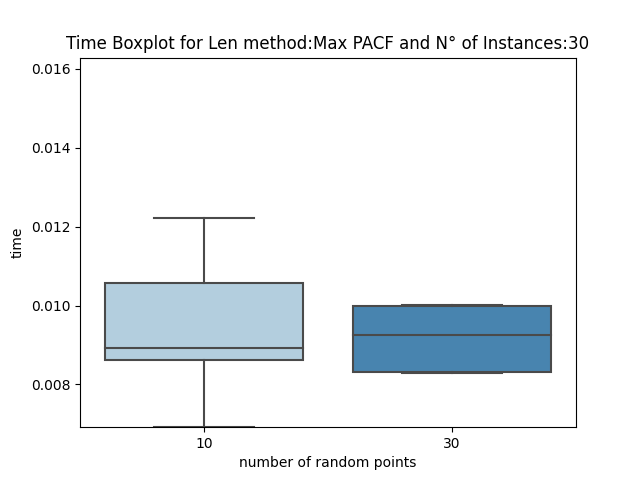 Time Boxplot for Len method:Max PACF and N° of Instances:30
0.016
0.014
0.012
0.010
0.008
time
10
30
number of random points